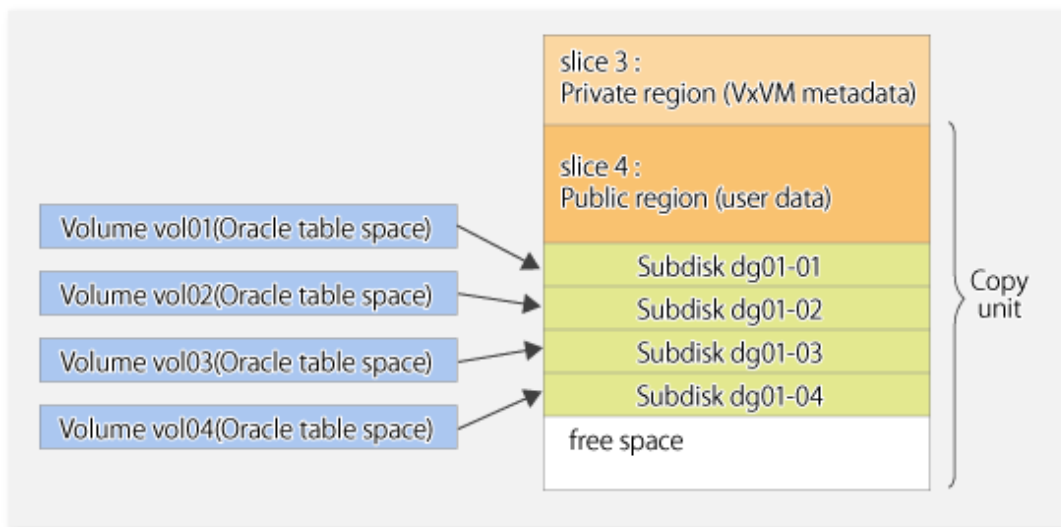 slice 3 :
Private region (VxVM metadata)
slice 4 :
Public region (user data)
Volume vol01(Oracle table space)
Volume vol02(Oracle table space)
Volume vol03(Oracle table space)
Volume vol04(Oracle table space)
Subdisk dg01-01
Subdisk dg01-02
Subdisk dg01-03
Subdisk dg01-04
free space
Copy
unit